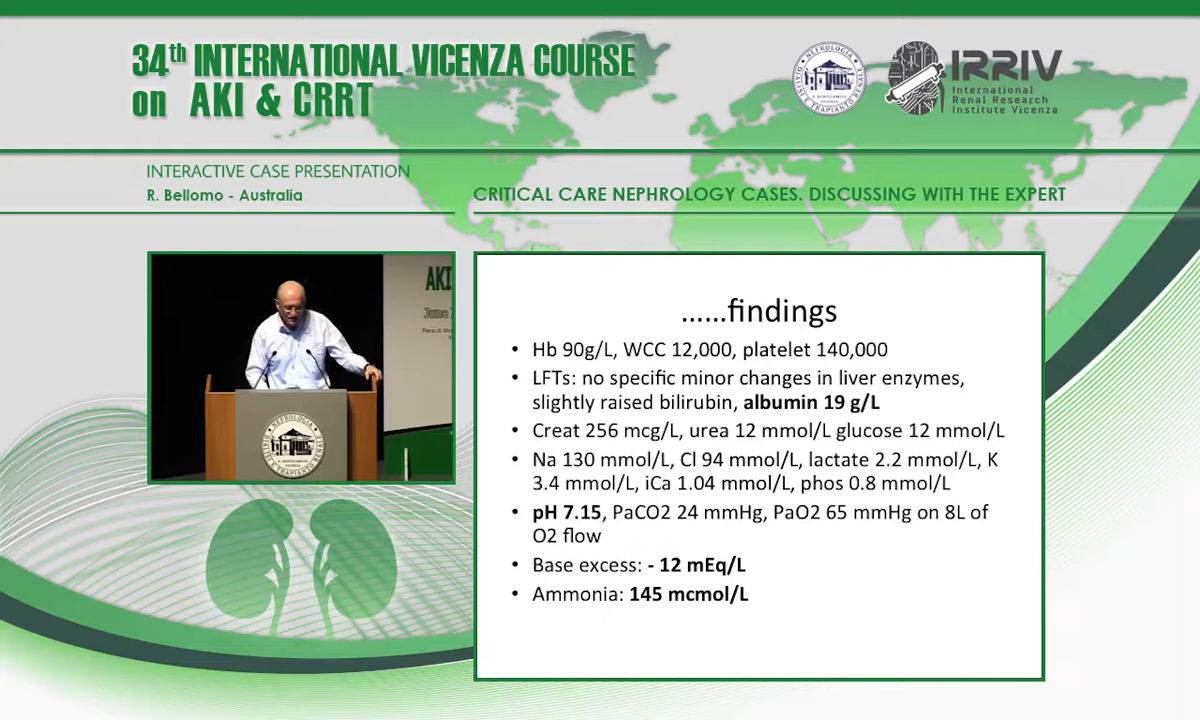 34th INTERNATIONAL VICENZA COURSE
on AKI & CRRT
IRRIV
International
Renal Research
Institute Vicenza
INTERACTIVE CASE PRESENTATION
R. Bellomo - Australia
CRITICAL CARE NEPHROLOGY CASES. DISCUSSING WITH THE EXPERT
AKI
June
......findings
• Hb 90g/L, WCC 12,000, platelet 140,000
• LFTs: no specific minor changes in liver enzymes,
slightly raised bilirubin, albumin 19 g/L
• Creat 256 mcg/L, urea 12 mmol/L glucose 12 mmol/L
• Na 130 mmol/L, Cl 94 mmol/L, lactate 2.2 mmol/L, K
3.4 mmol/L, iCa 1.04 mmol/L, phos 0.8 mmol/L
• pH 7.15, PaCO2 24 mmHg, PaO2 65 mmHg on 8L of
O2 flow
• Base excess: - 12 mEq/L
• Ammonia: 145 mcmol/L